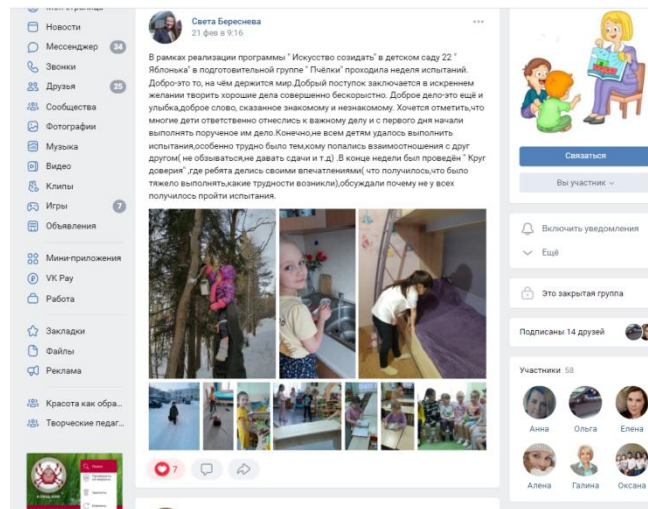 Новости
Мессенджер 34
Звонки
Друзья 25
Сообщества
Фотографии
Музыка
Видео
Клипы
Игры 7
Объявления
Мини-приложения
VK Pay
Работа
Закладки
Файлы
Реклама
Красота как обра...
Творческие педаг...
Света Береснева
21 фев в 9:16
В рамках реализации программы " Искусство созидать" в детском саду 22 "
Яблонька" в подготовительной группе " Пчёлки" проходила неделя испытаний.
Добро-это то, на чём держится мир.Добрый поступок заключается в искреннем
желании творить хорошие дела совершенно бескорыстно. Доброе дело-это ещё и
улыбка,доброе слово, сказанное знакомому и незнакомому. Хочется отметить,что
многие дети ответственно отнеслись к важному делу и с первого дня начали
выполнять порученое им дело.Конечно,не всем детям удалось выполнить
испытания,особенно трудно было тем,кому попались взаимоотношения с друг
другом( не обзываться,не давать сдачи и т.д) .В конце недели был проведён " Круг
доверия" ,где ребята делись своими впечатлениями( что получилось,что было
тяжело выполнять,какие трудности возникли),обсуждали почему не у всех
получилось пройти испытания.
7
Связаться
Вы участник
Включить уведомления
Ещё
Это закрытая группа
Подписаны 14 друзей
Участники 58
Анна Ольга Елена
Алена Галина Оксана